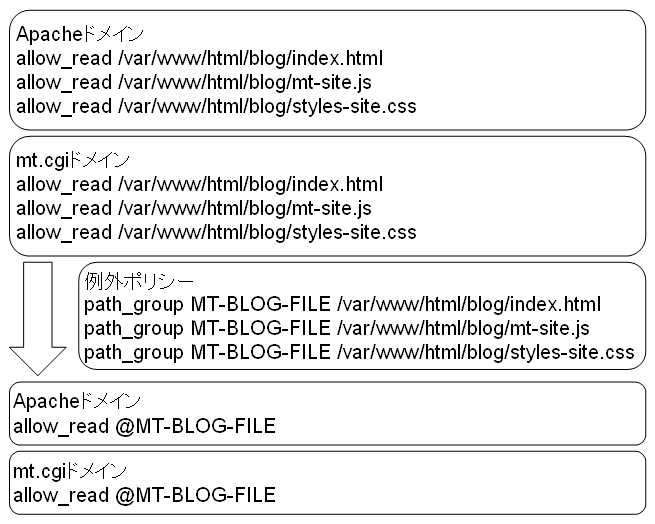 Apacheドメイン
allow_read /var/www/html/blog/index.html
allow_read /var/www/html/blog/mt-site.js
allow_read /var/www/html/blog/styles-site.css
mt.cgiドメイン
allow_read /var/www/html/blog/index.html
allow_read /var/www/html/blog/mt-site.js
allow_read /var/www/html/blog/styles-site.css
例外ポリシー
path_group MT-BLOG-FILE /var/www/html/blog/index.html
path_group MT-BLOG-FILE /var/www/html/blog/mt-site.js
path_group MT-BLOG-FILE /var/www/html/blog/styles-site.css
Apacheドメイン
allow_read @MT-BLOG-FILE
mt.cgiドメイン
allow_read @MT-BLOG-FILE